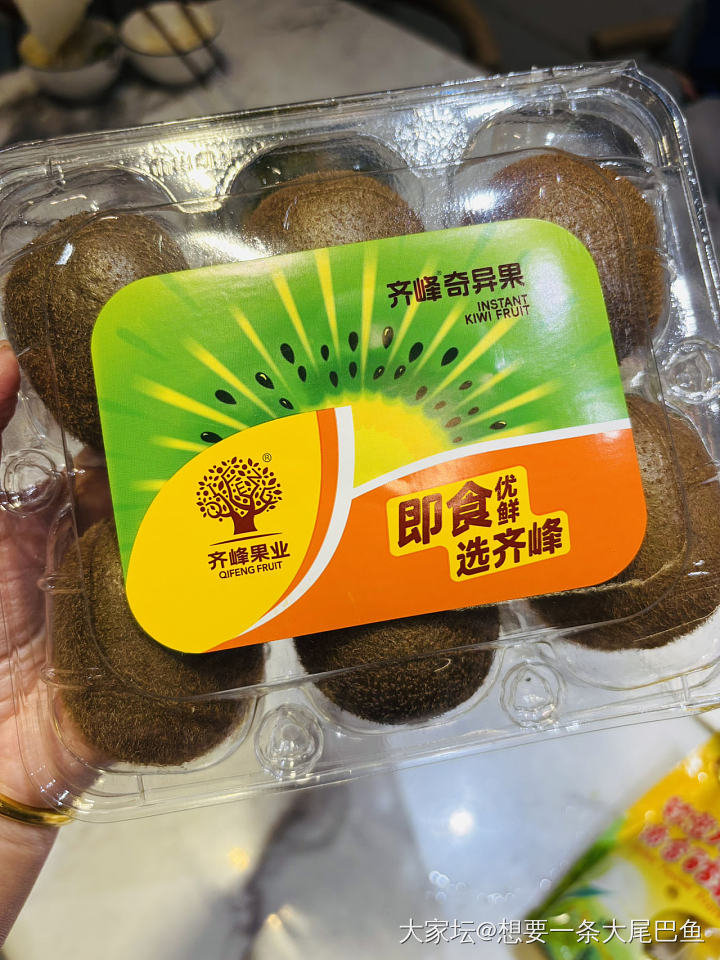 齐峰®奇异果
INSTANT
KIWI FRUIT
®
齐峰果业
QIFENG FRUIT
即食优鲜
选齐峰
大家坛@想要一条大尾巴鱼